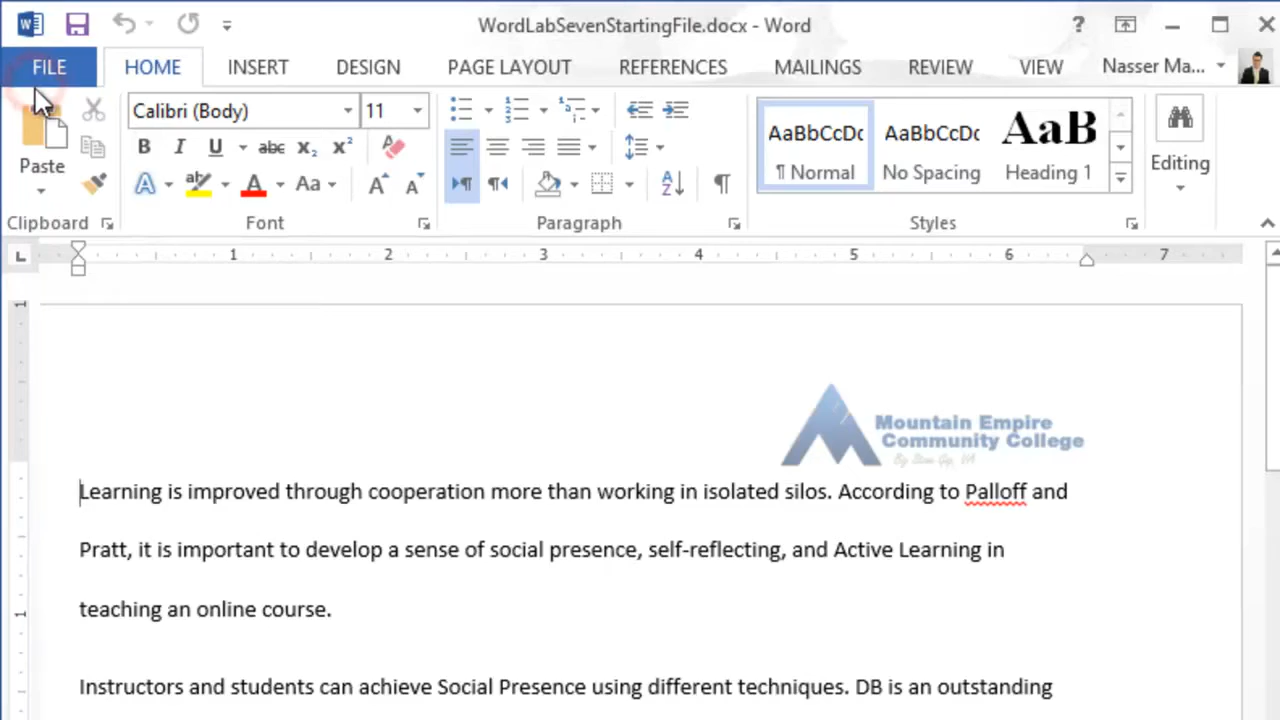 WordLabSevenStartingFile.docx - Word
?
FILE HOME INSERT DESIGN PAGE LAYOUT REFERENCES MAILINGS REVIEW VIEW Nasser Ma...
Calibri (Body) 11
AaBbCcDc AaBbCcDc AaB
Paste
¶ Normal No Spacing Heading 1
Editing
Clipboard Font Paragraph Styles
1 2 3 4 5 6 7
1
Mountain Empire
Community College
Learning is improved through cooperation more than working in isolated silos. According to Palloff and
Pratt, it is important to develop a sense of social presence, self-reflecting, and Active Learning in
teaching an online course.
1
Instructors and students can achieve Social Presence using different techniques. DB is an outstanding